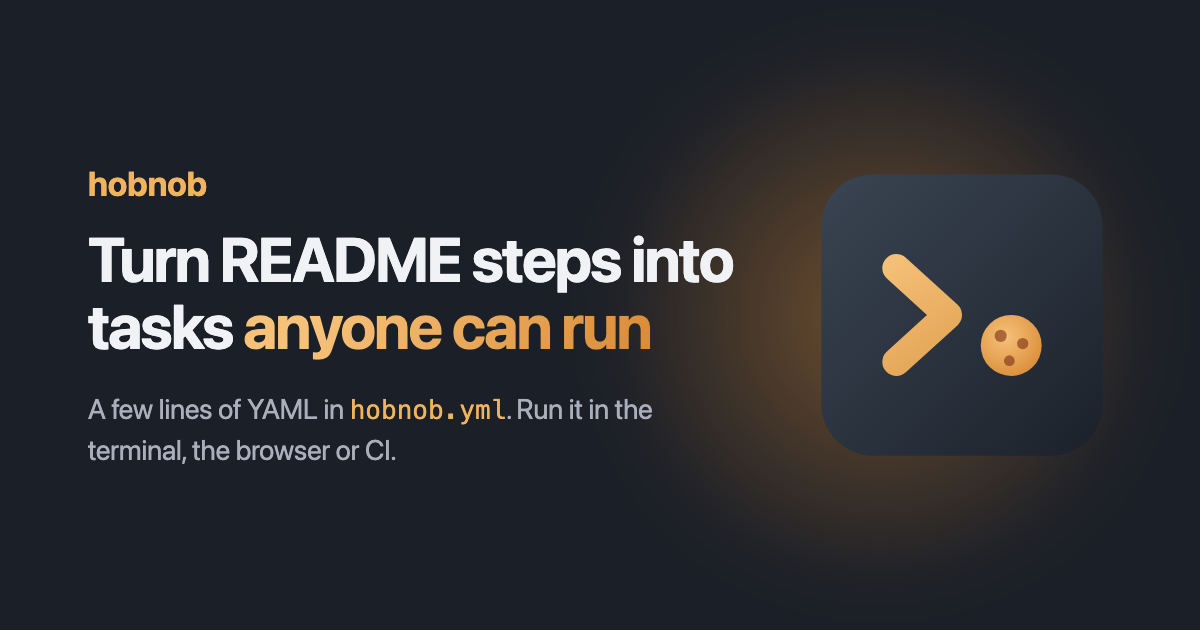 hobnob
Turn README steps into
tasks anyone can run
A few lines of YAML in hobnob.yml. Run it in the
terminal, the browser or CI.